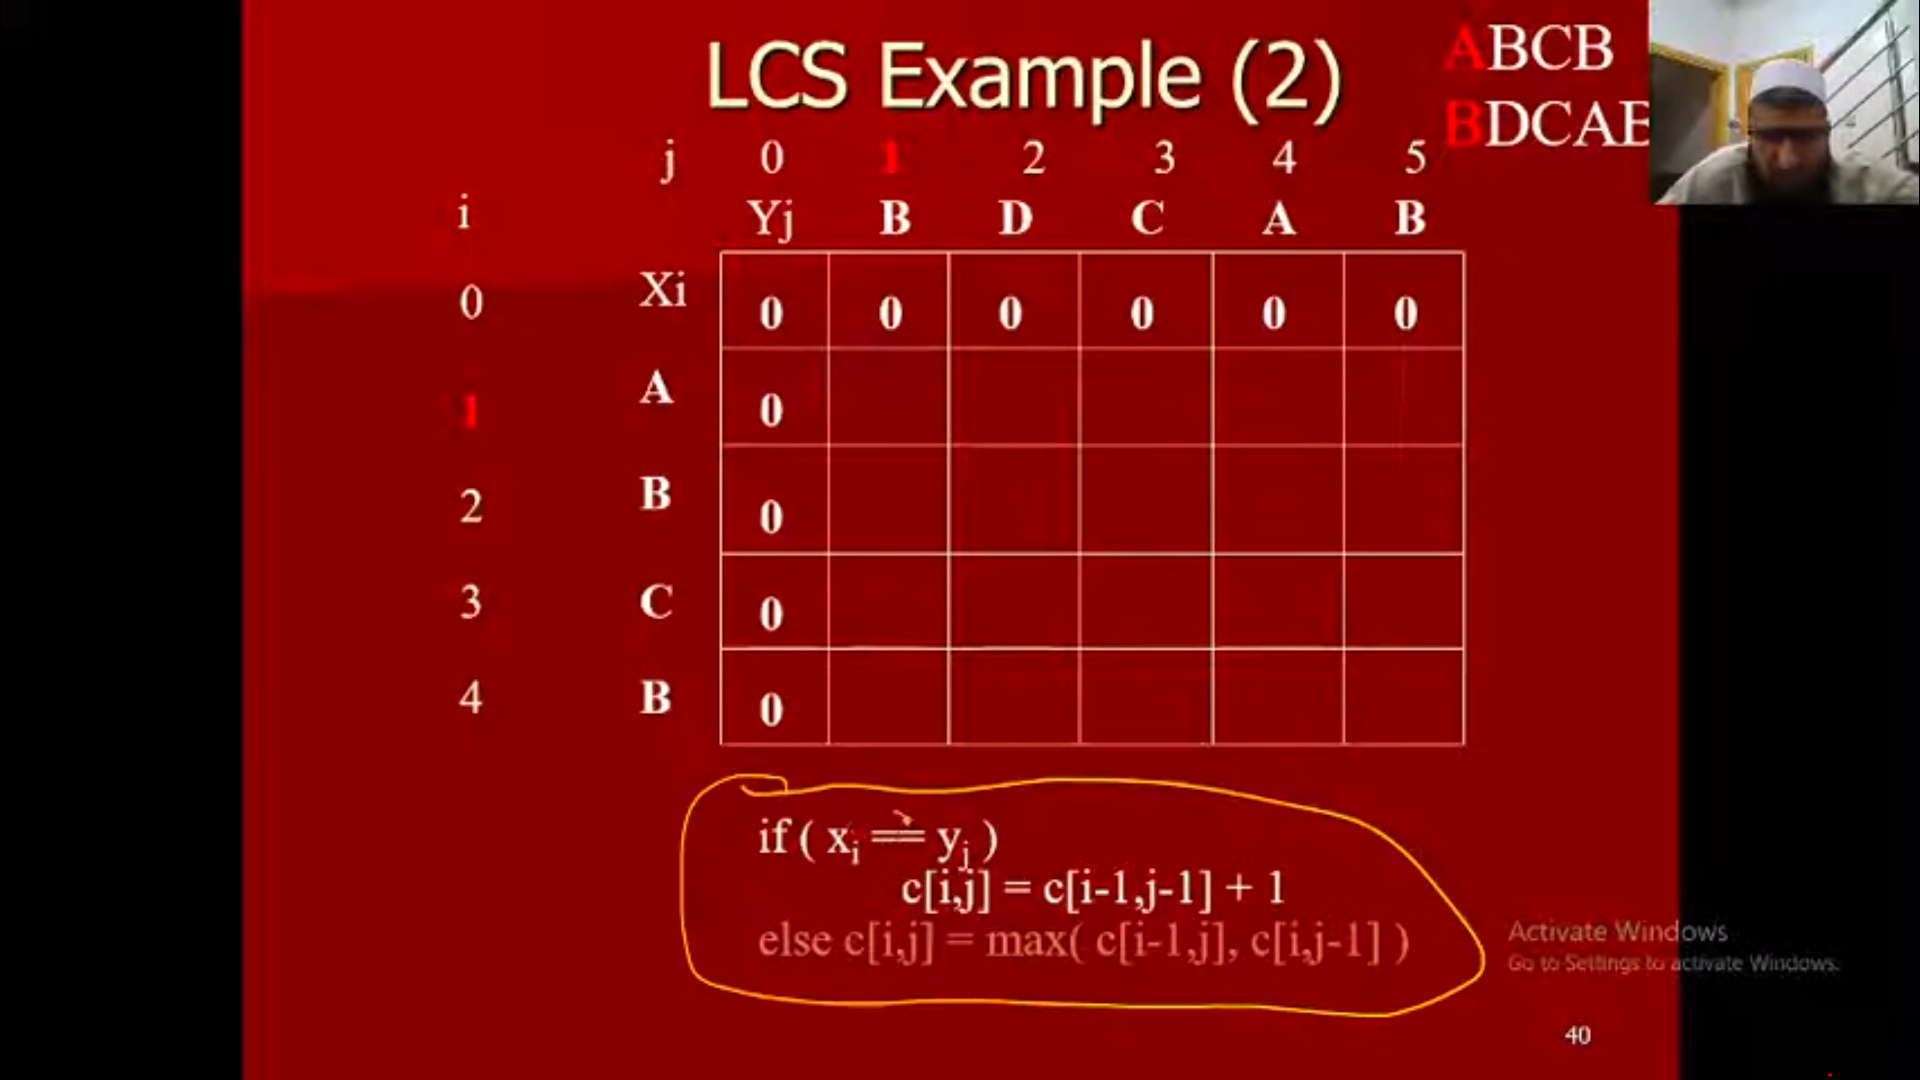 LCS Example (2)
ABCB
BDCAB
j 0 1 2 3 4 5
i Yj B D C A B
0 Xi 0 0 0 0 0 0
1 A 0
2 B 0
3 C 0
4 B 0
if ( xi == yj )
c[i,j] = c[i-1,j-1] + 1
else c[i,j] = max( c[i-1,j], c[i,j-1] )
Activate Windows
Go to Settings to activate Windows.
40